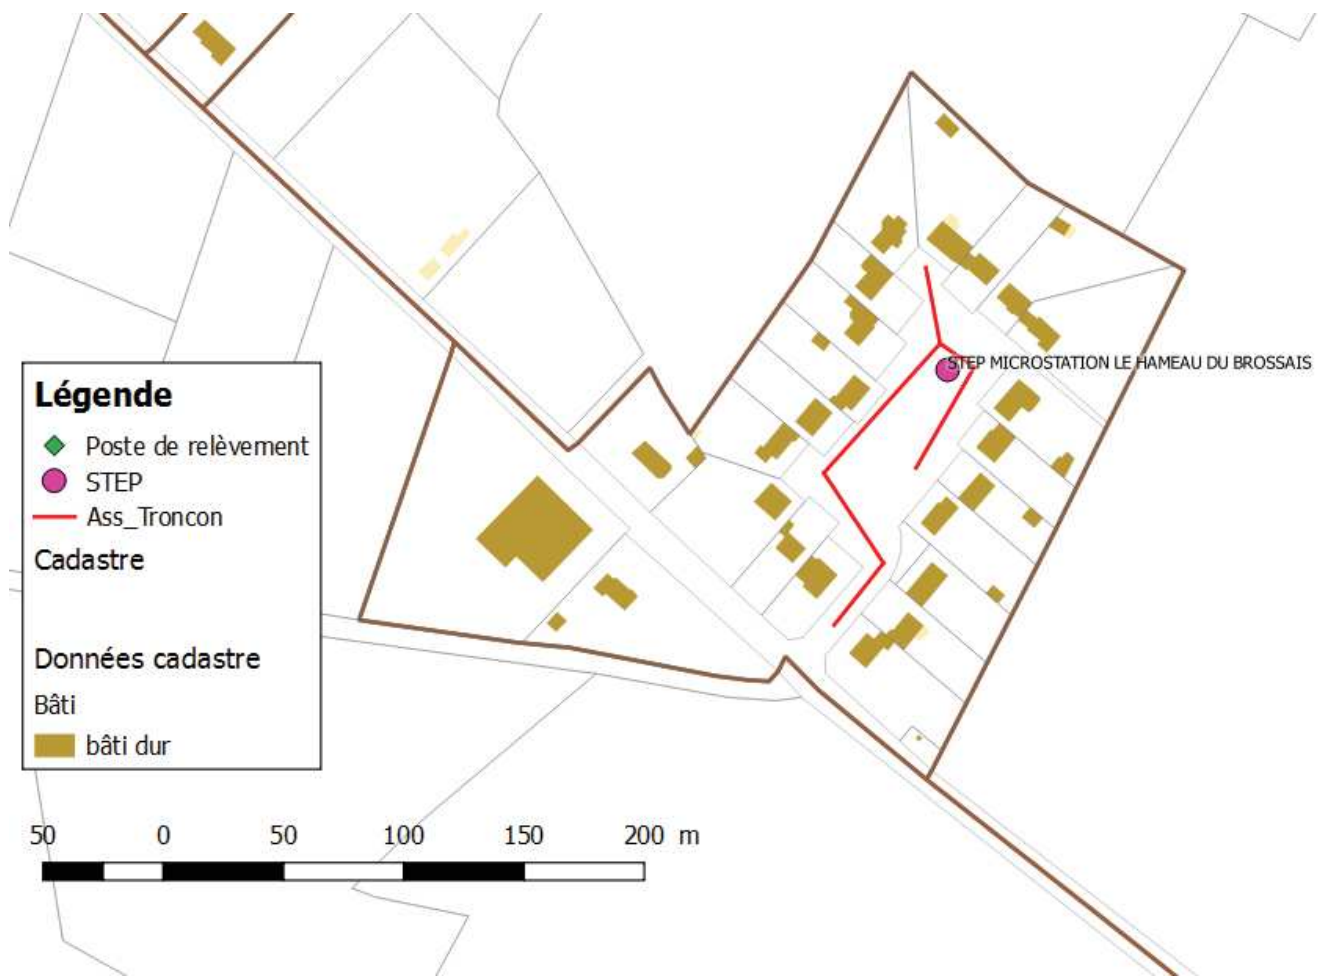 STEP MICROSTATION LE HAMEAU DU BROSSAIS
Légende
Poste de relèvement
STEP
Ass_Troncon
Cadastre
Données cadastre
Bâti
bâti dur
50 0 50 100 150 200 m